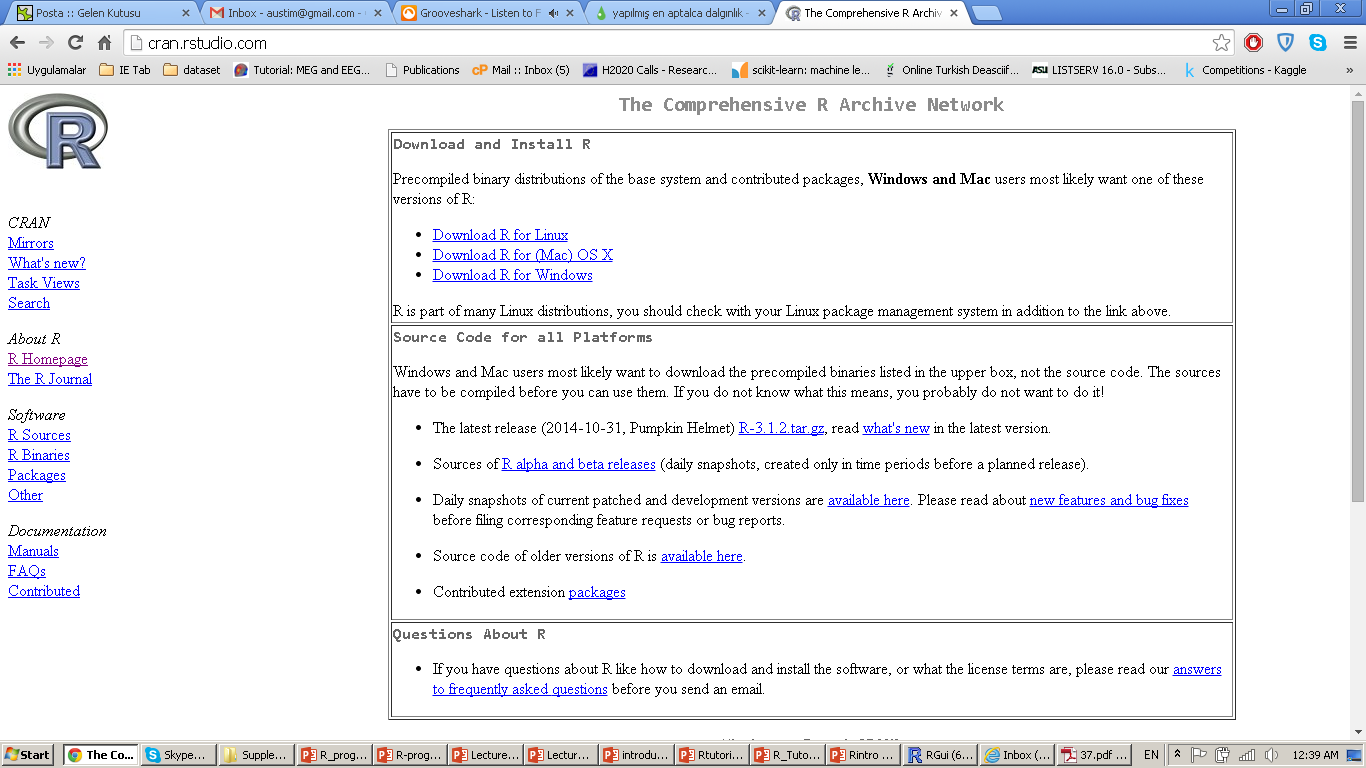 Posta :: Gelen Kutusu
Inbox - austim@gmail.com -
Grooveshark - Listen to F
yapılmış en aptalca dalgınlık -
The Comprehensive R Archiv
cran.rstudio.com
Uygulamalar
IE Tab
dataset
Tutorial: MEG and EEG...
Publications
cP Mail :: Inbox (5)
H2020 Calls - Researc...
scikit-learn: machine le...
Online Turkish Deasciif...
ASU LISTSERV 16.0 - Subs...
k Competitions - Kaggle
»
R
The Comprehensive R Archive Network
CRAN
Mirrors
What's new?
Task Views
Search
About R
R Homepage
The R Journal
Software
R Sources
R Binaries
Packages
Other
Documentation
Manuals
FAQs
Contributed
Download and Install R
Precompiled binary distributions of the base system and contributed packages, Windows and Mac users most likely want one of these
versions of R:
• Download R for Linux
• Download R for (Mac) OS X
• Download R for Windows
R is part of many Linux distributions, you should check with your Linux package management system in addition to the link above.
Source Code for all Platforms
Windows and Mac users most likely want to download the precompiled binaries listed in the upper box, not the source code. The sources
have to be compiled before you can use them. If you do not know what this means, you probably do not want to do it!
• The latest release (2014-10-31, Pumpkin Helmet) R-3.1.2.tar.gz, read what's new in the latest version.
• Sources of R alpha and beta releases (daily snapshots, created only in time periods before a planned release).
• Daily snapshots of current patched and development versions are available here. Please read about new features and bug fixes
before filing corresponding feature requests or bug reports.
• Source code of older versions of R is available here.
• Contributed extension packages
Questions About R
• If you have questions about R like how to download and install the software, or what the license terms are, please read our answers
to frequently asked questions before you send an email.
Start
The Co...
Skype...
Supple...
R_prog...
R-prog...
Lecture...
Lectur...
introdu...
Rtutori...
R_Tuto...
Rintro ...
RGui (6...
Inbox (...
37.pdf ...
EN
12:39 AM